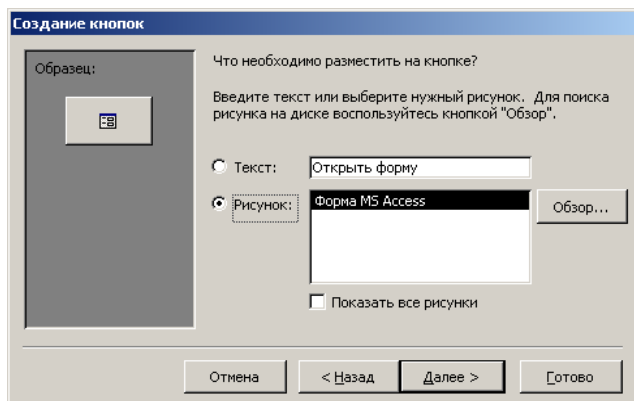 Создание кнопок
Образец:
Что необходимо разместить на кнопке?
Введите текст или выберите нужный рисунок. Для поиска
рисунка на диске воспользуйтесь кнопкой "Обзор".
Текст:
Открыть форму
Рисунок:
Форма MS Access
Обзор...
Показать все рисунки
Отмена
< Назад
Далее >
Готово